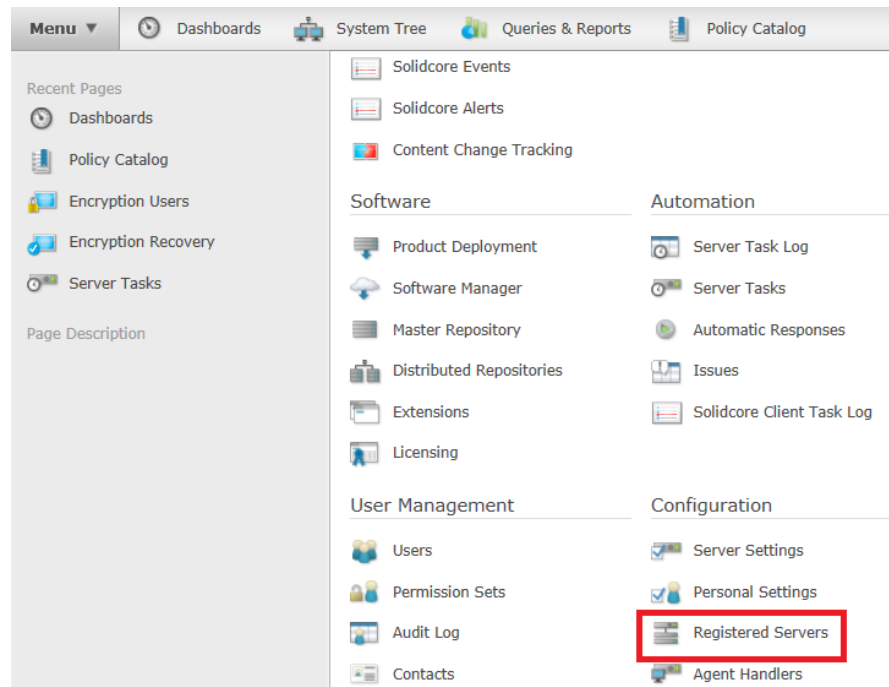 Menu ▼ Dashboards System Tree Queries & Reports Policy Catalog
Recent Pages
Dashboards
Policy Catalog
Encryption Users
Encryption Recovery
Server Tasks
Page Description
Solidcore Events
Solidcore Alerts
Content Change Tracking
Software
Product Deployment
Software Manager
Master Repository
Distributed Repositories
Extensions
Licensing
Automation
Server Task Log
Server Tasks
Automatic Responses
Issues
Solidcore Client Task Log
User Management
Users
Permission Sets
Audit Log
Contacts
Configuration
Server Settings
Personal Settings
Registered Servers
Agent Handlers